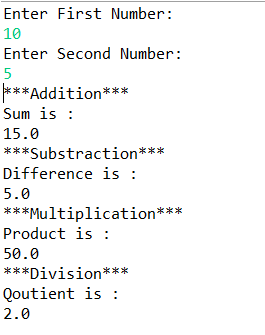 Enter First Number:
10
Enter Second Number:
5
***Addition***
Sum is :
15.0
***Substraction***
Difference is :
5.0
***Multiplication***
Product is :
50.0
***Division***
Qoutient is :
2.0